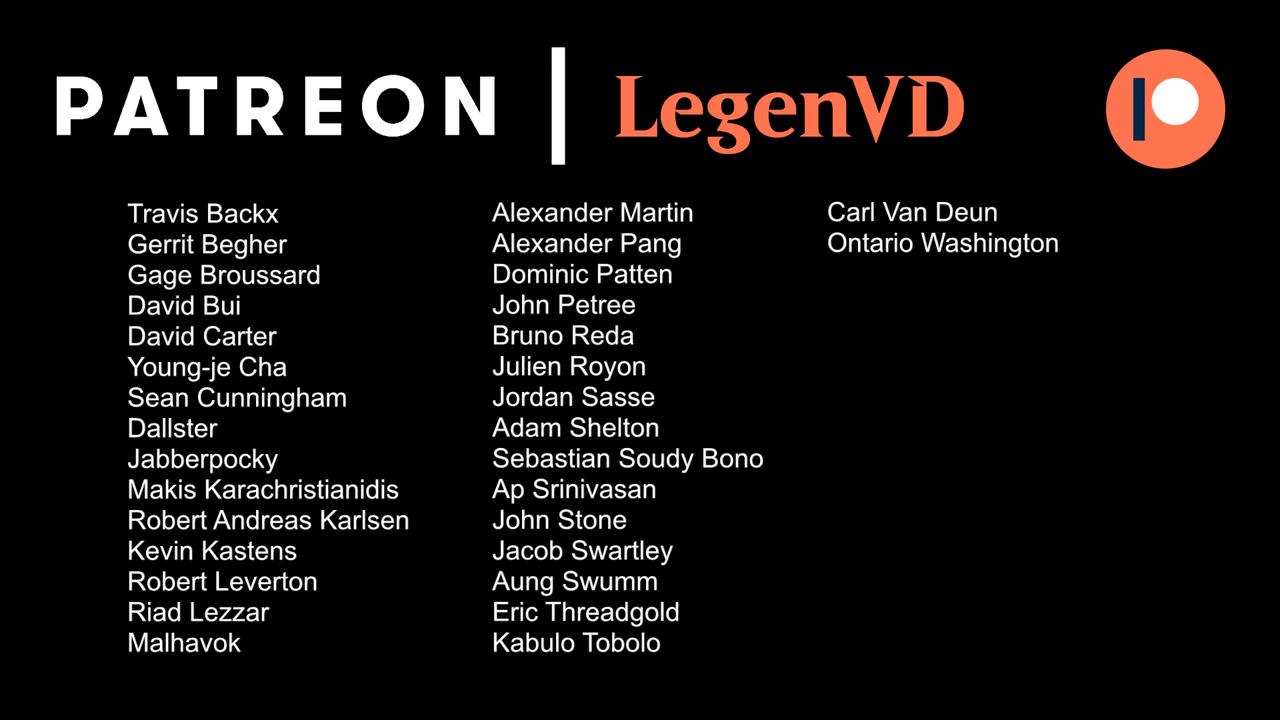 PATREON | LegenVD
Travis Backx
Gerrit Begher
Gage Broussard
David Bui
David Carter
Young-je Cha
Sean Cunningham
Dallster
Jabberpocky
Makis Karachristianidis
Robert Andreas Karlsen
Kevin Kastens
Robert Leverton
Riad Lezzar
Malhavok
Alexander Martin
Alexander Pang
Dominic Patten
John Petree
Bruno Reda
Julien Royon
Jordan Sasse
Adam Shelton
Sebastian Soudy Bono
Ap Srinivasan
John Stone
Jacob Swartley
Aung Swumm
Eric Threadgold
Kabulo Tobolo
Carl Van Deun
Ontario Washington